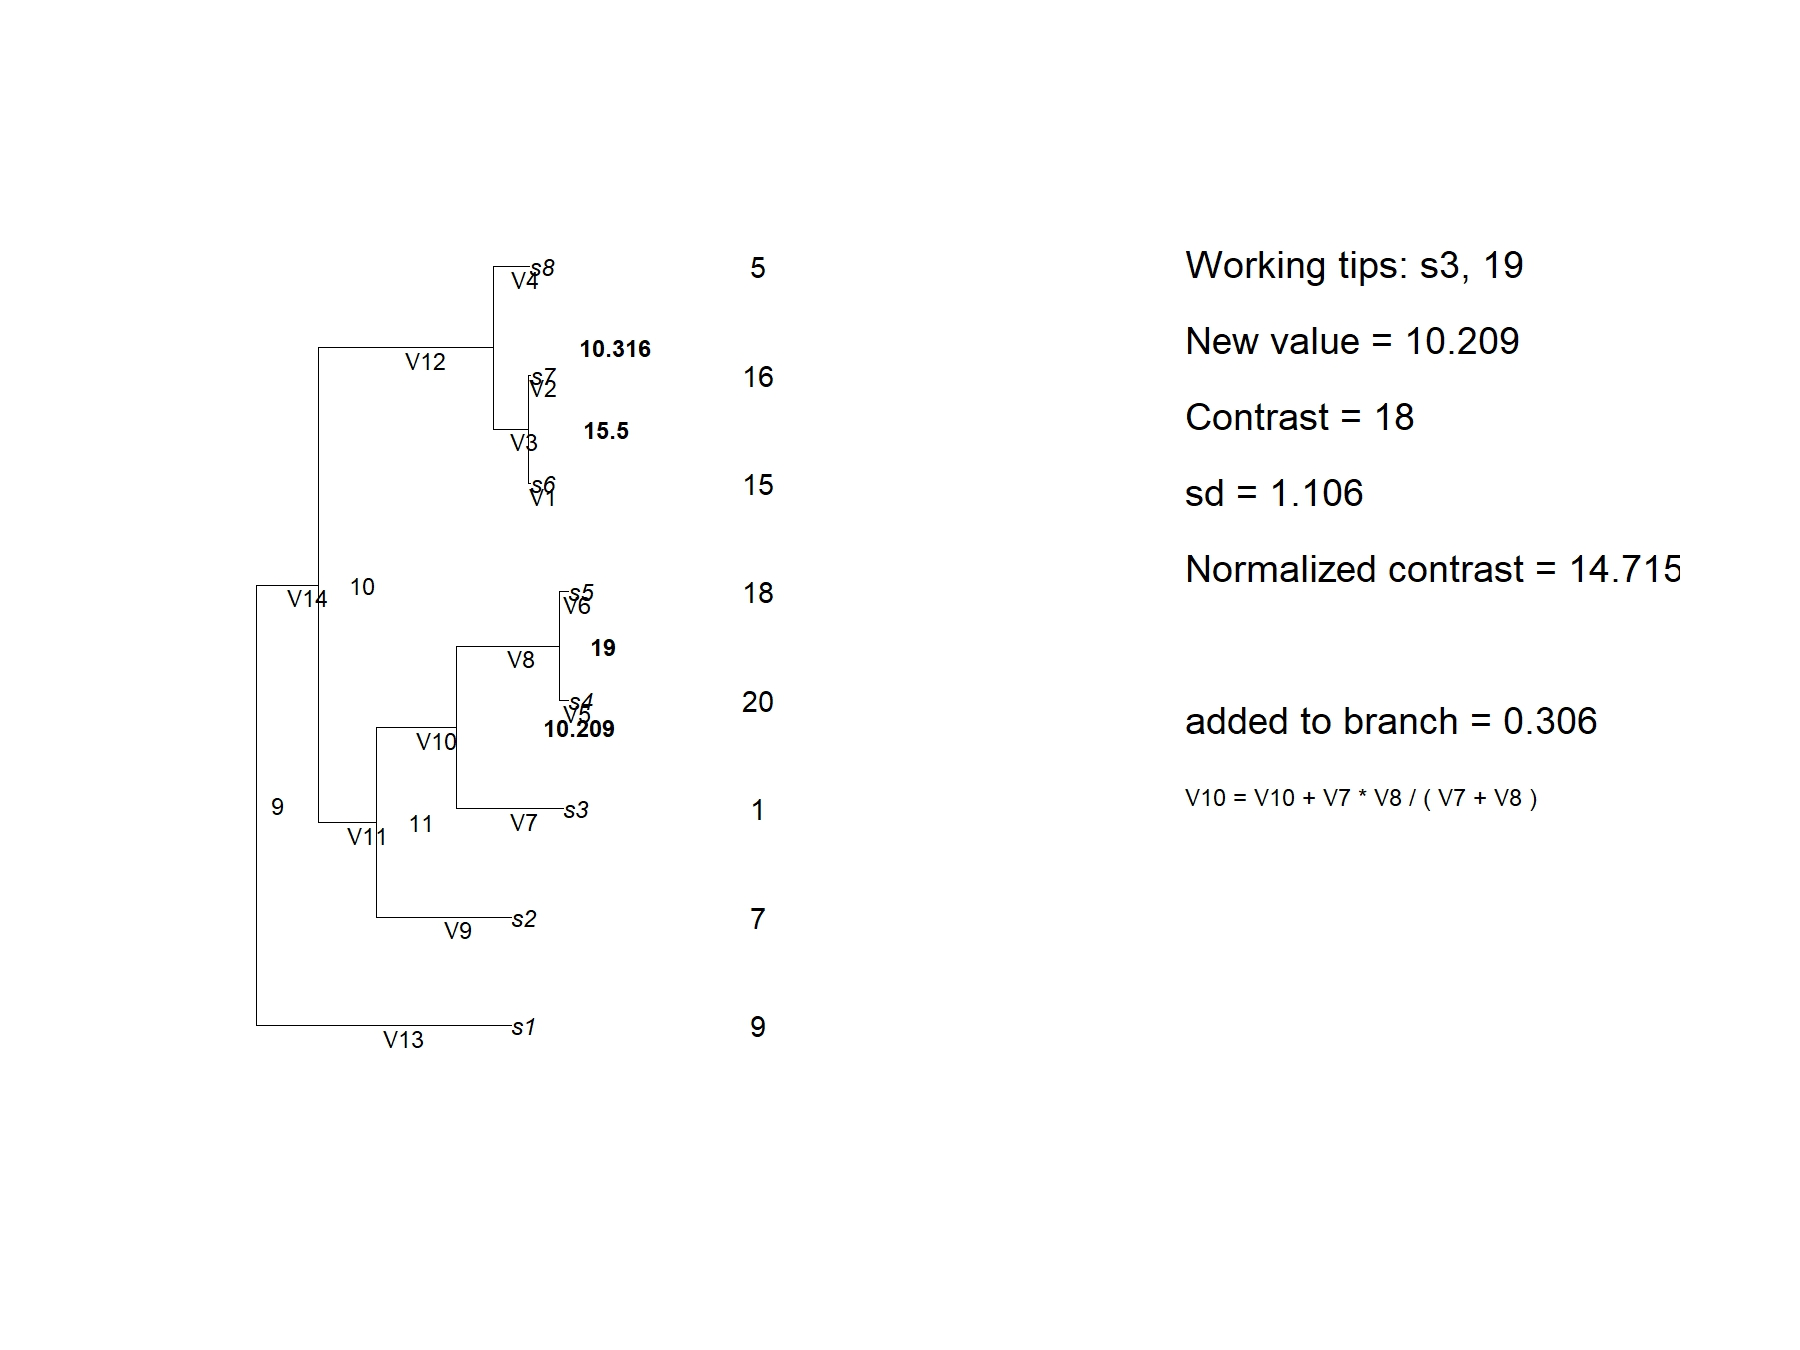 s8 5
V4
10.316
V12
s7 16
V2
15.5
V3
s6 15
V1
10
s5 18
V14
V6
19
V8
s4 20
V5
10.209
V10
9
s3 1
11
V7
V11
s2 7
V9
s1 9
V13
Working tips: s3, 19
New value = 10.209
Contrast = 18
sd = 1.106
Normalized contrast = 14.715
added to branch = 0.306
V10 = V10 + V7 * V8 / ( V7 + V8 )